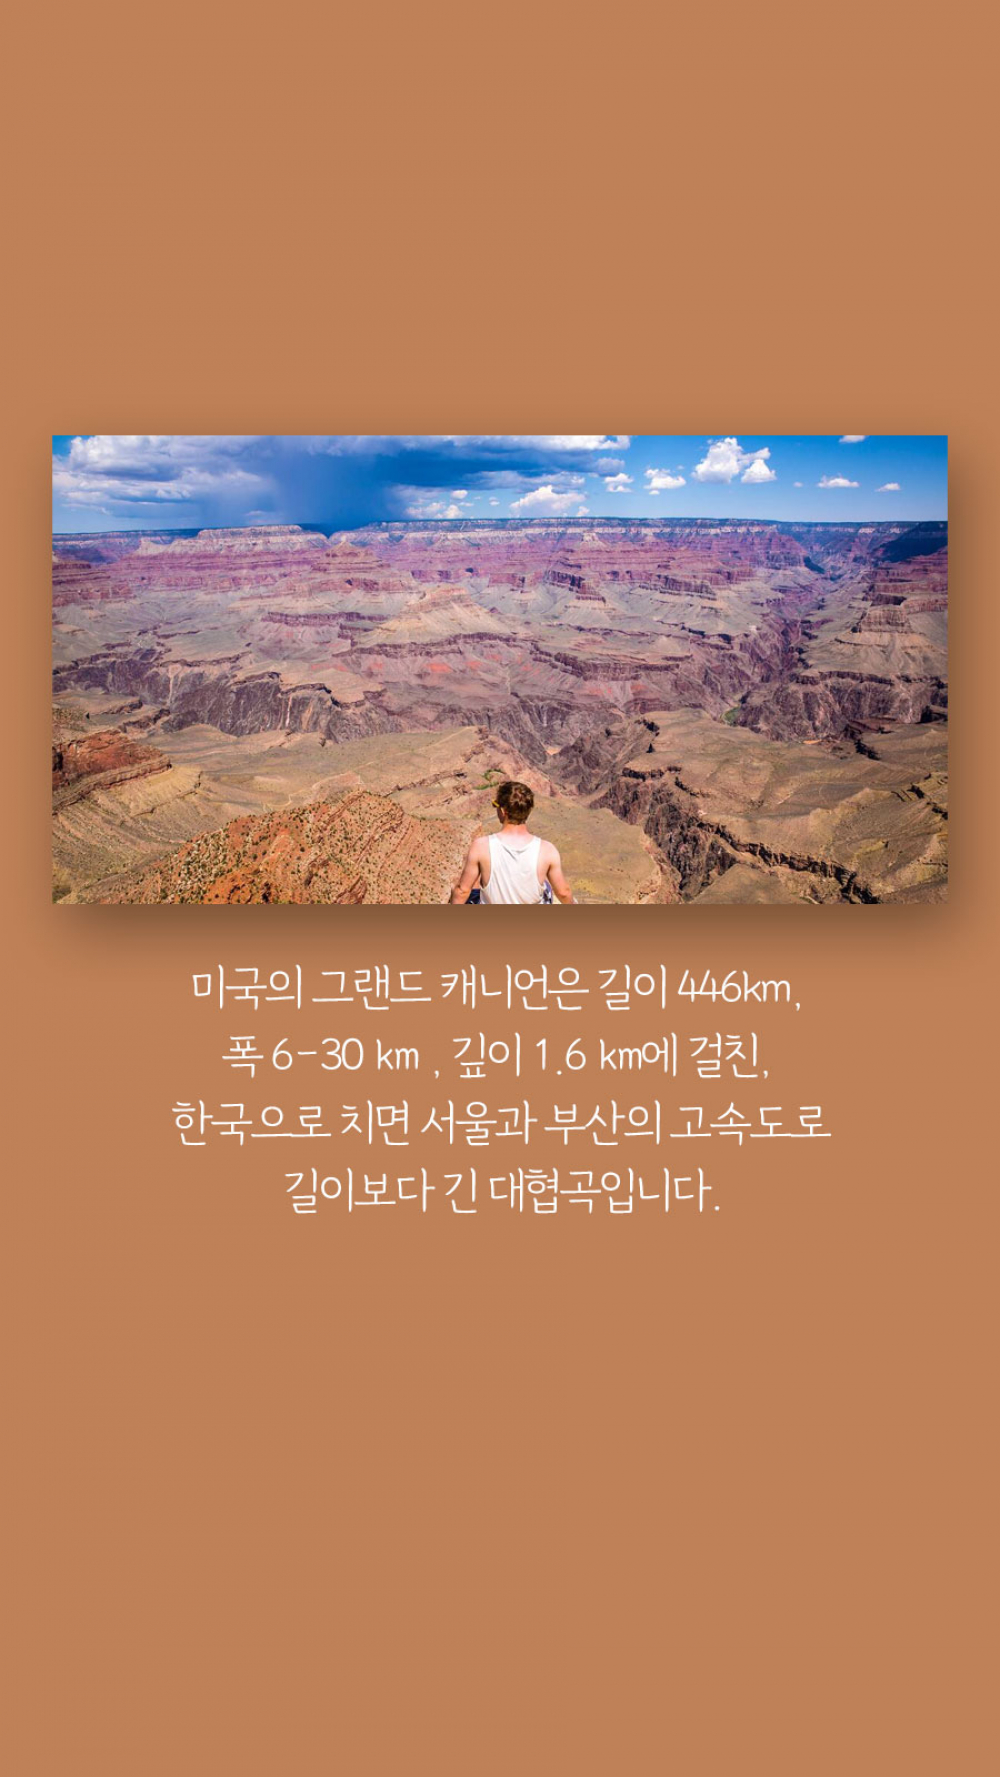 미국의 그랜드 캐니언은 길이 446km,
폭 6-30 km , 깊이 1.6 km에 걸친,
한국으로 치면 서울과 부산의 고속도로
길이보다 긴 대협곡입니다.